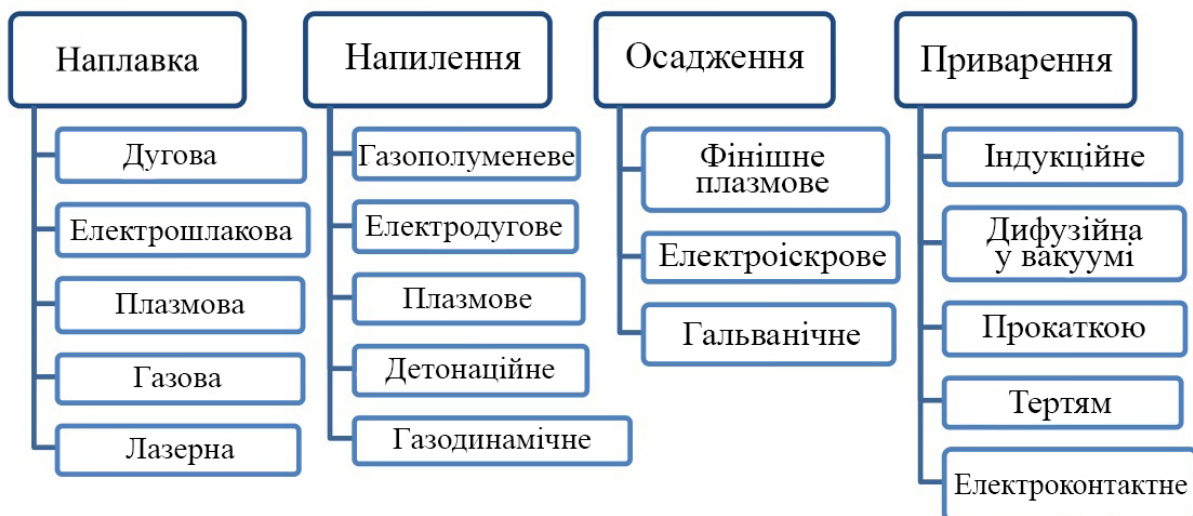 Наплавка
Дугова
Електрошлакова
Плазмова
Газова
Лазерна
Напилення
Газополуменеве
Електродугове
Плазмове
Детонаційне
Газодинамічне
Осадження
Фінішне
плазмове
Електроіскрове
Гальванічне
Приварення
Індукційне
Дифузійна
у вакуумі
Прокаткою
Тертям
Електроконтактне